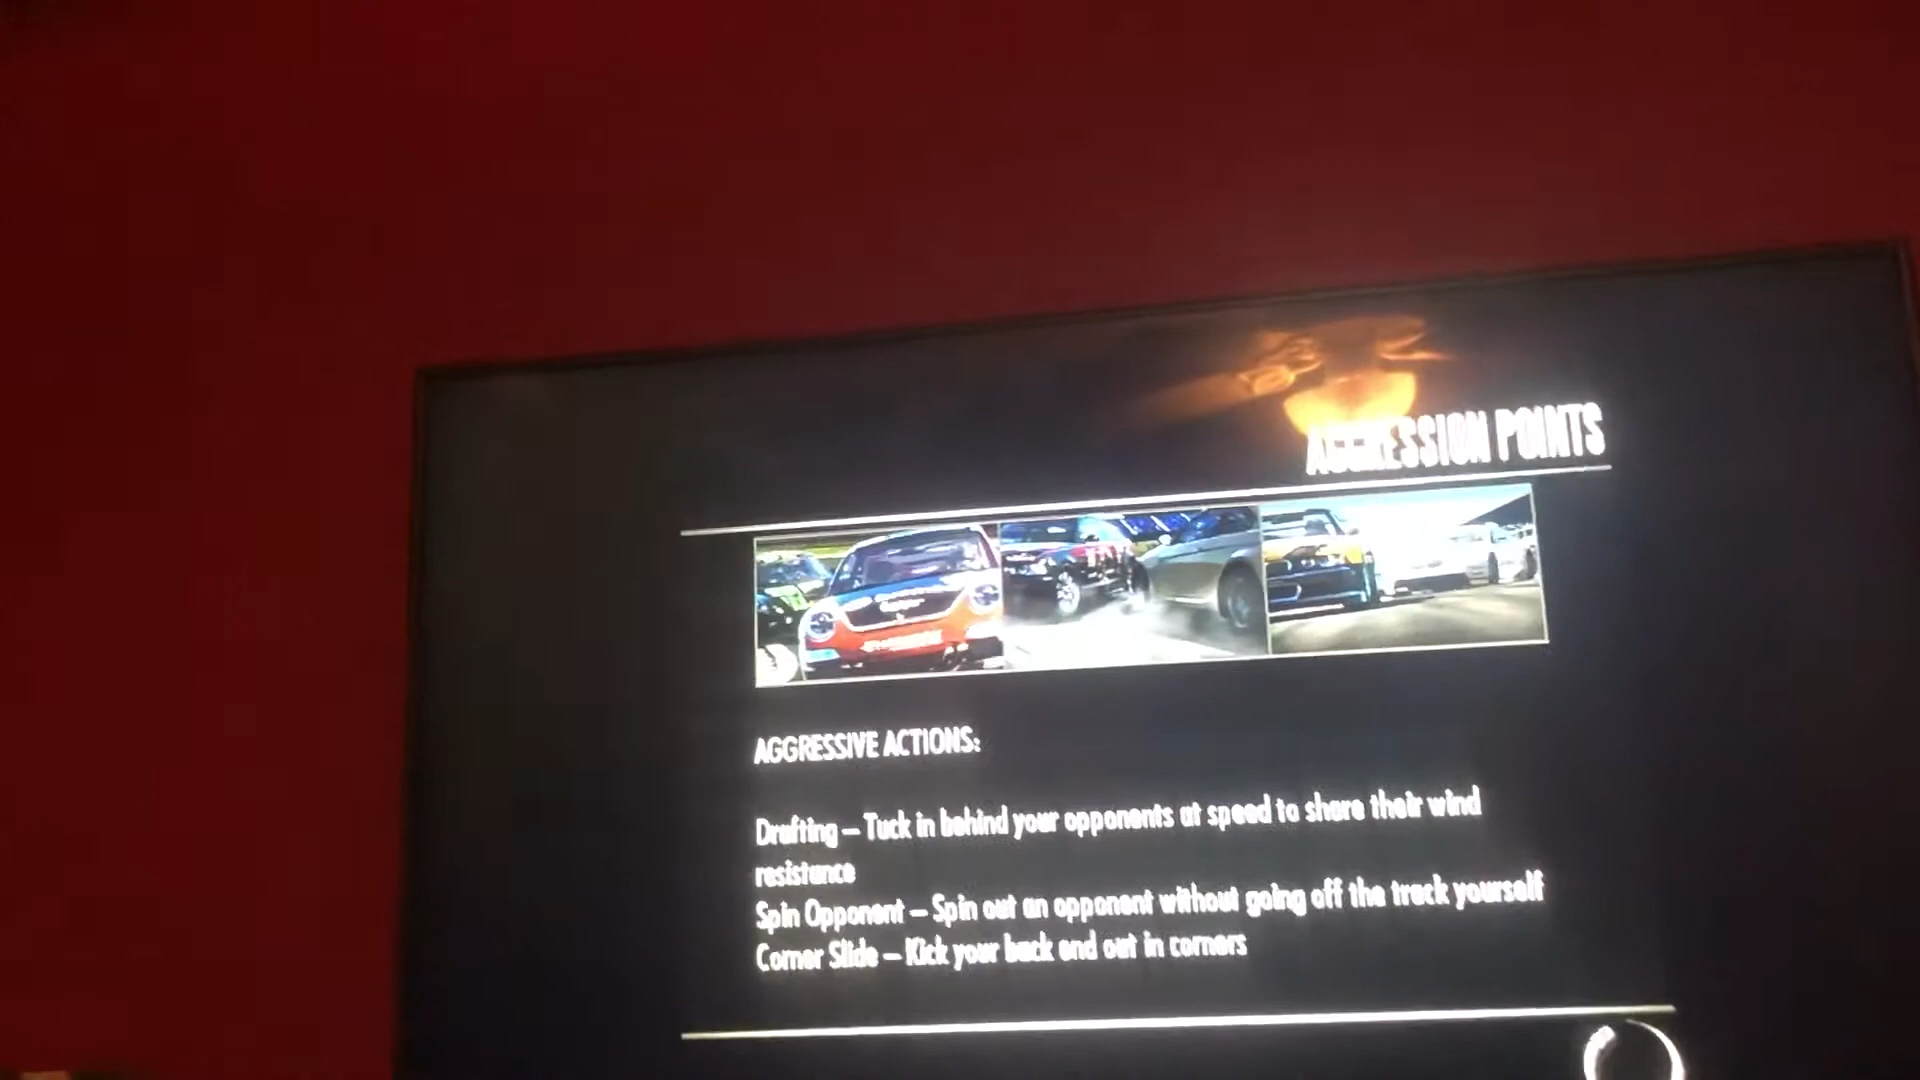 AGGRESSION POINTS
AGGRESSIVE ACTIONS:
Drafting – Tuck in behind your opponents at speed to share their wind
resistance
Spin Opponent – Spin out an opponent without going off the track yourself
Corner Slide – Kick your back end out in corners